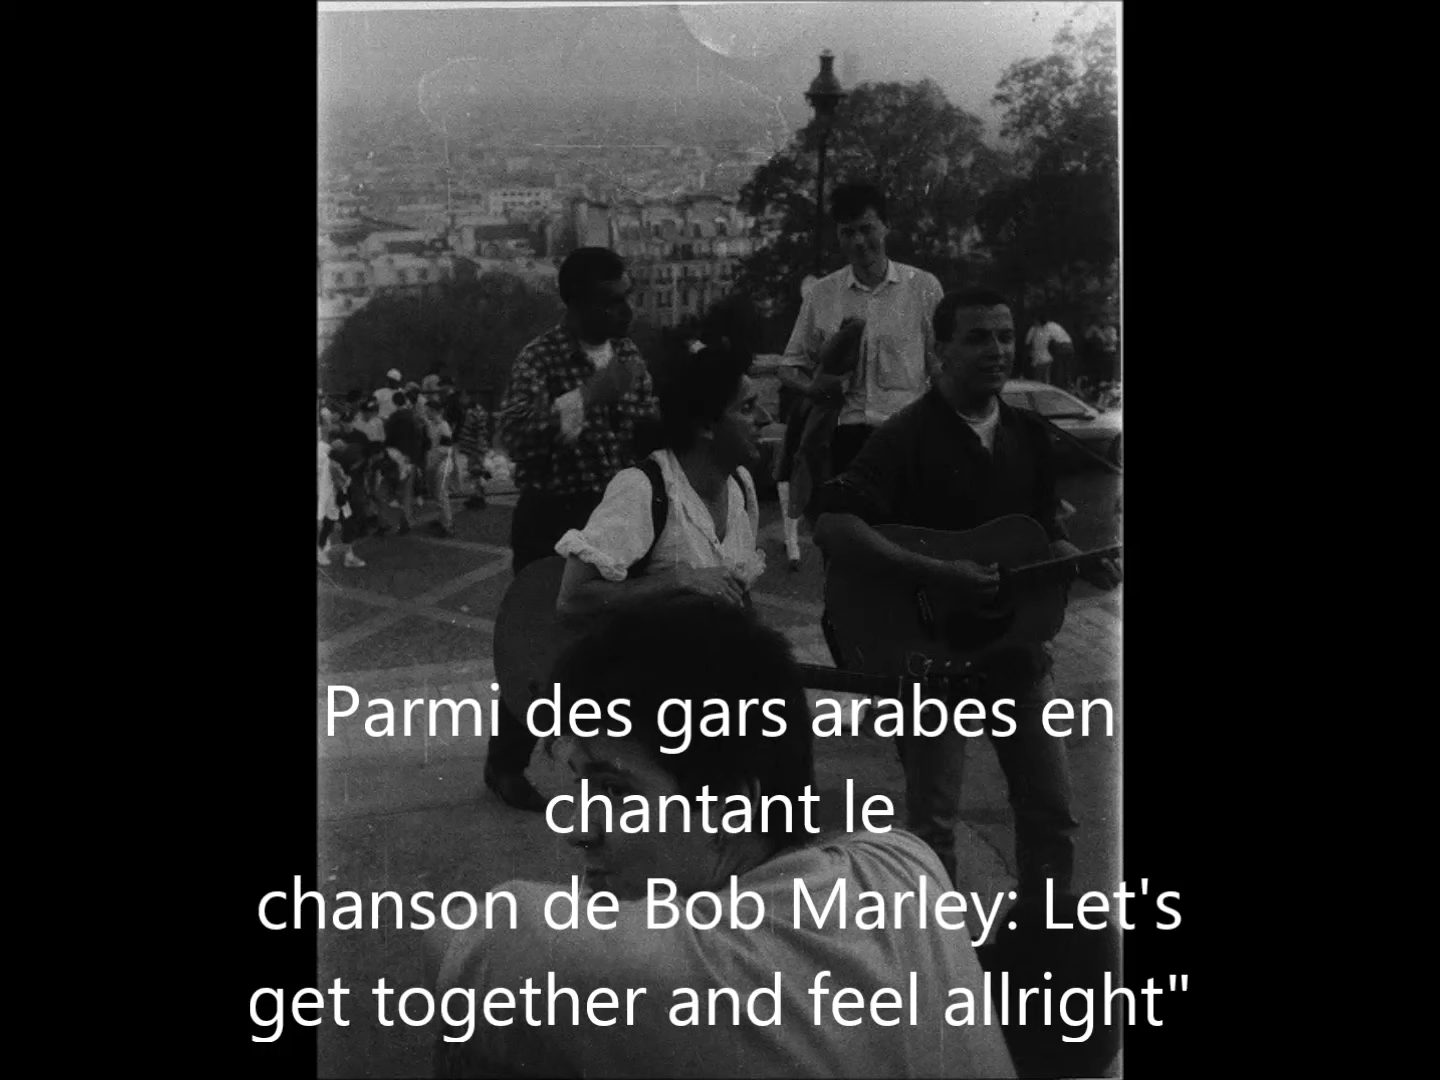 Parmi des gars arabes en
chantant le
chanson de Bob Marley: Let's
get together and feel allright"